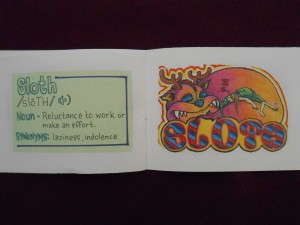 Sloth
/slōTH/
Noun - Reluctance to work or
make an effort.
Synonyms: laziness, indolence
SLOTH